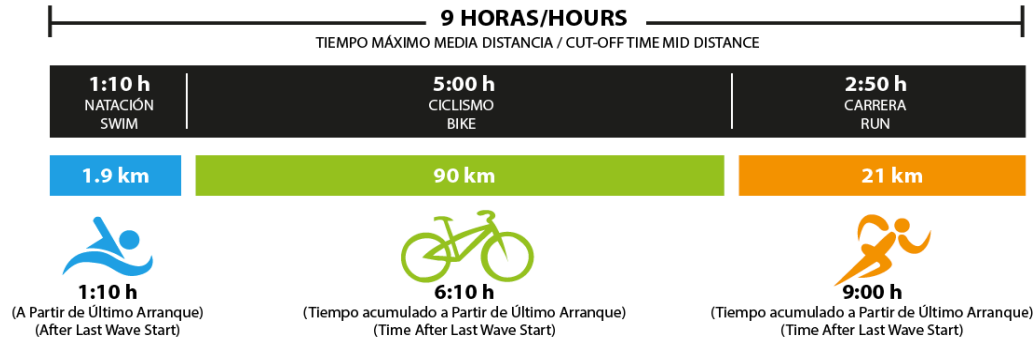 9 HORAS/HOURS
TIEMPO MÁXIMO MEDIA DISTANCIA / CUT-OFF TIME MID DISTANCE
1:10 h
NATACIÓN
SWIM
5:00 h
CICLISMO
BIKE
2:50 h
CARRERA
RUN
1.9 km
90 km
21 km
1:10 h
(A Partir de Último Arranque)
(After Last Wave Start)
6:10 h
(Tiempo acumulado a Partir de Último Arranque)
(Time After Last Wave Start)
9:00 h
(Tiempo acumulado a Partir de Último Arranque)
(Time After Last Wave Start)